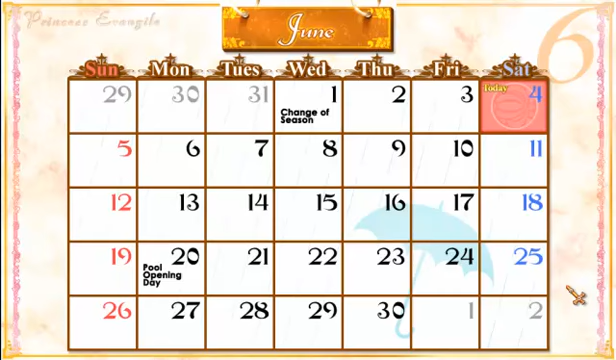 Princess Evangile
June
6
Sun Mon Tues Wed Thu Fri Sat
29 30 31 1 2 3 4
Today
Change of
Season
5 6 7 8 9 10 11
12 13 14 15 16 17 18
19 20 21 22 23 24 25
Pool
Opening
Day
26 27 28 29 30 1 2